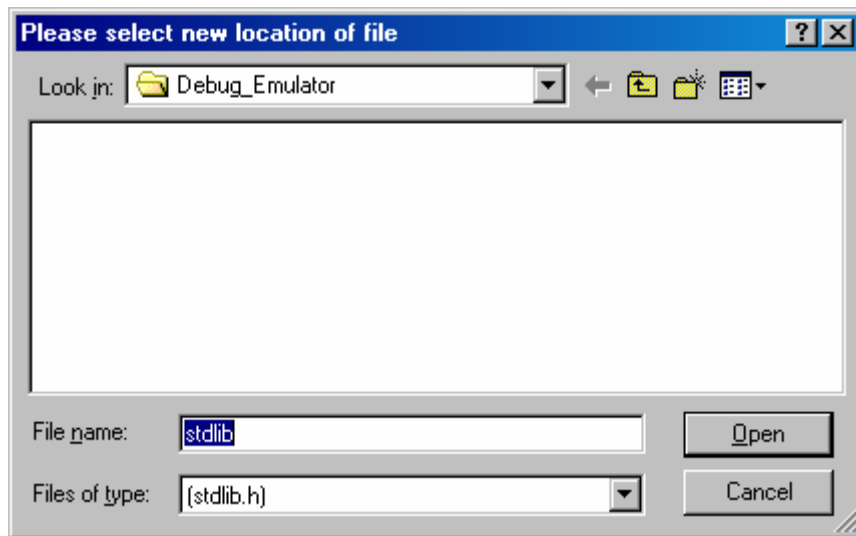 Please select new location of file
Look in: Debug_Emulator
File name: stdlib Open
Files of type: (stdlib.h) Cancel